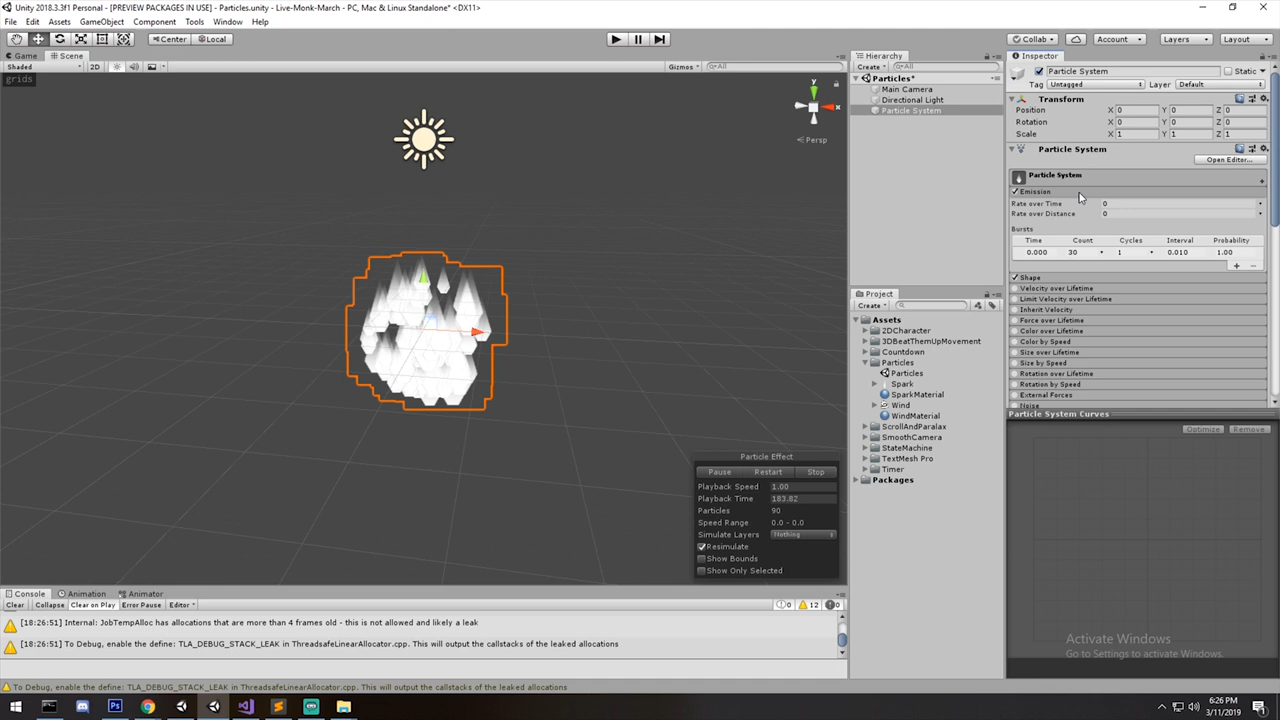 Unity 2018.3.3f1 Personal - [PREVIEW PACKAGES IN USE] - Particles.unity - Live-Monk-March - PC, Mac & Linux Standalone* <DX11>
File Edit Assets GameObject Component Tools Window Help
Center Local Collab Account Layers Layout
Game Scene
Shaded 2D Gizmos All
grids
y
x
Persp
Particle Effect
Pause Restart Stop
Playback Speed 1.00
Playback Time 183.82
Particles 90
Speed Range 0.0 - 0.0
Simulate Layers Nothing
Resimulate
Show Bounds
Show Only Selected
Hierarchy
Create All
Particles*
Main Camera
Directional Light
Particle System
Project
Create
Assets
2DCharacter
3DBeatThemUpMovement
Countdown
Particles
Particles
Spark
SparkMaterial
Wind
WindMaterial
ScrollAndParalax
SmoothCamera
StateMachine
TextMesh Pro
Timer
Packages
Inspector
Particle System Static
Tag Untagged Layer Default
Transform
Position X 0 Y 0 Z 0
Rotation X 0 Y 0 Z 0
Scale X 1 Y 1 Z 1
Particle System
Open Editor...
Particle System
Emission
Rate over Time 0
Rate over Distance 0
Bursts
Time Count Cycles Interval Probability
0.000 30 1 0.010 1.00
Shape
Velocity over Lifetime
Limit Velocity over Lifetime
Inherit Velocity
Force over Lifetime
Color over Lifetime
Color by Speed
Size over Lifetime
Size by Speed
Rotation over Lifetime
Rotation by Speed
External Forces
Noise
Particle System Curves
Optimize Remove
Activate Windows
Go to Settings to activate Windows.
Console Animation Animator
Clear Collapse Clear on Play Error Pause Editor 0 12 0
[18:26:51] Internal: JobTempAlloc has allocations that are more than 4 frames old - this is not allowed and likely a leak
[18:26:51] To Debug, enable the define: TLA_DEBUG_STACK_LEAK in ThreadsafeLinearAllocator.cpp. This will output the callstacks of the leaked allocations
To Debug, enable the define: TLA_DEBUG_STACK_LEAK in ThreadsafeLinearAllocator.cpp. This will output the callstacks of the leaked allocations
Ps
6:26 PM
3/11/2019